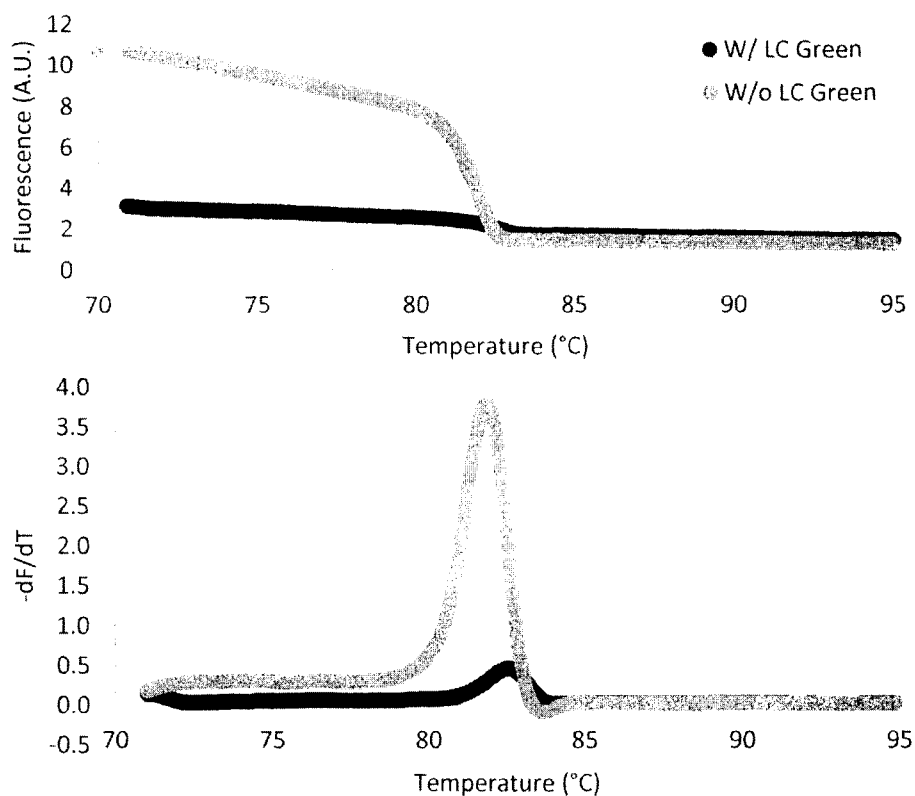 12
10
8
6
4
2
0
Fluorescence (A.U.)
W/ LC Green
W/o LC Green
70 75 80 85 90 95
Temperature (°C)
4.0
3.5
3.0
2.5
2.0
1.5
1.0
0.5
0.0
-0.5
-dF/dT
70 75 80 85 90 95
Temperature (°C)